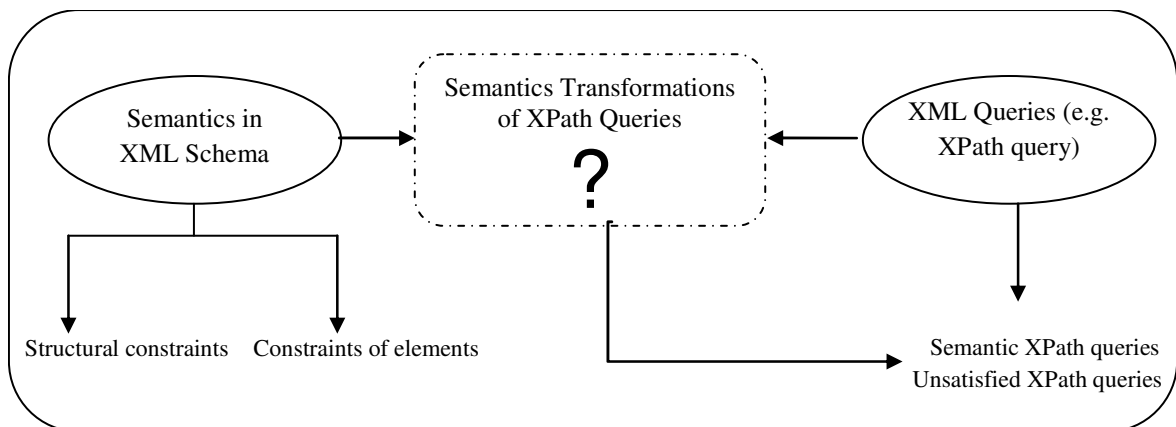 Semantics in
XML Schema
Semantics Transformations
of XPath Queries
?
XML Queries (e.g.
XPath query)
Structural constraints
Constraints of elements
Semantic XPath queries
Unsatisfied XPath queries